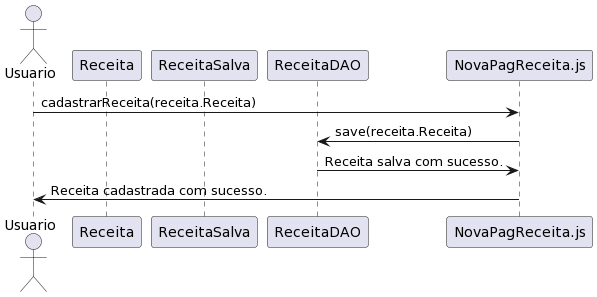 Usuario
Receita
ReceitaSalva
ReceitaDAO
NovaPagReceita.js
cadastrarReceita(receita.Receita)
save(receita.Receita)
Receita salva com sucesso.
Receita cadastrada com sucesso.
Usuario
Receita
ReceitaSalva
ReceitaDAO
NovaPagReceita.js